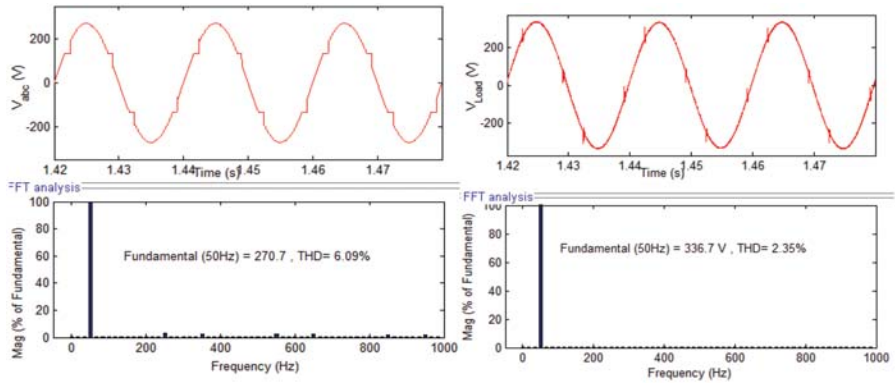 200
0
-200
V_abc (V)
1.42 1.43 1.44 1.45 1.46 1.47
Time (s)
FFT analysis
100
80
60
40
20
0
Mag (% of Fundamental)
Fundamental (50Hz) = 270.7 , THD= 6.09%
0 200 400 600 800 1000
Frequency (Hz)
200
0
-200
V_Load (V)
1.42 1.43 1.44 1.45 1.46 1.47
Time (s)
FFT analysis
100
80
60
40
20
0
Mag (% of Fundamental)
Fundamental (50Hz) = 336.7 V , THD= 2.35%
0 200 400 600 800 1000
Frequency (Hz)